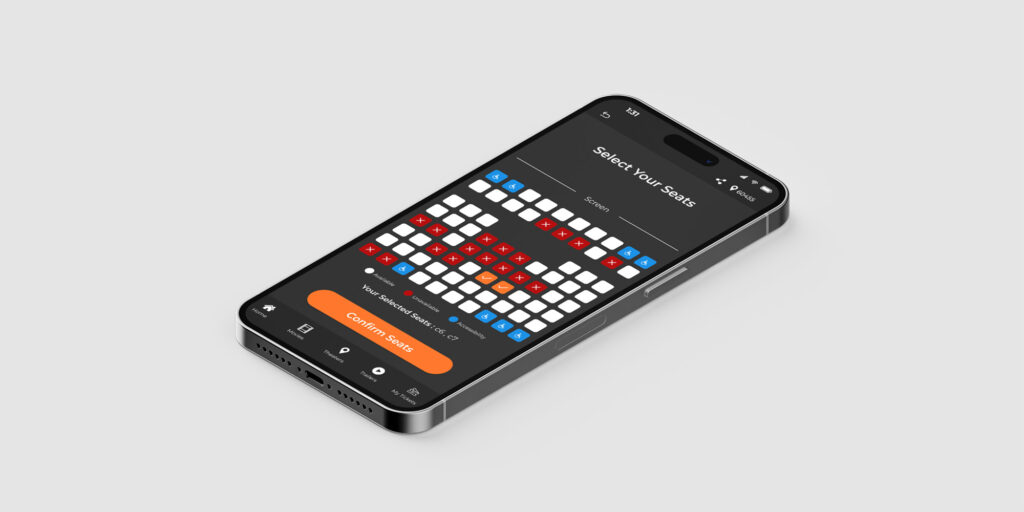 1:31
60455
Select Your Seats
Screen
Available
Unavailable
Accessibility
Your Selected Seats : C6, C7
Confirm Seats
Home
Movies
Theaters
Trailers
My Tickets